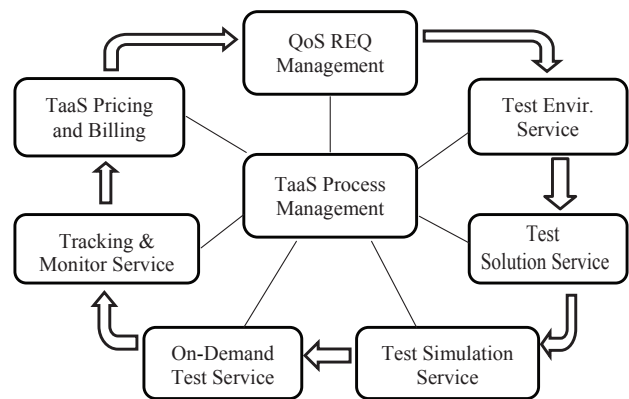 QoS REQ
Management
TaaS Pricing
and Billing
Test Envir.
Service
TaaS Process
Management
Tracking &
Monitor Service
Test
Solution Service
On-Demand
Test Service
Test Simulation
Service